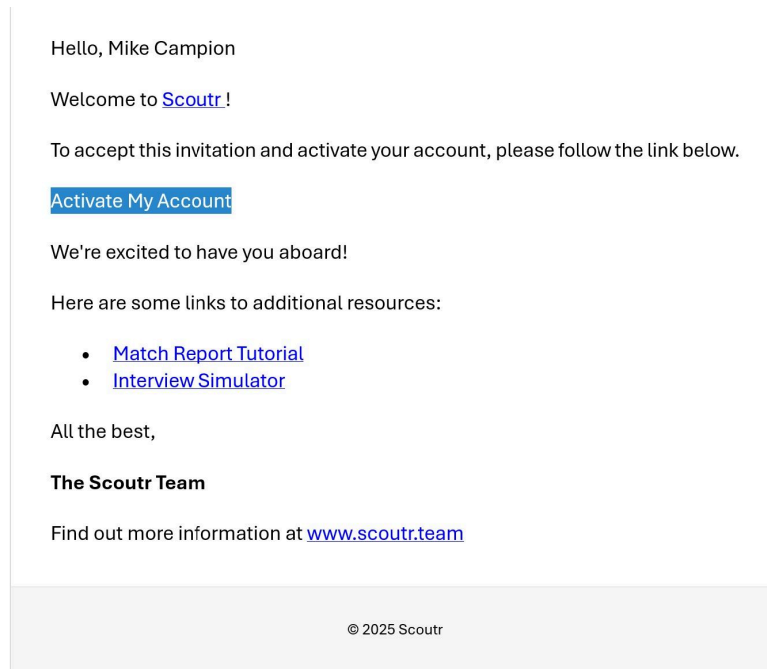 Hello, Mike Campion
Welcome to Scoutr !
To accept this invitation and activate your account, please follow the link below.
Activate My Account
We're excited to have you aboard!
Here are some links to additional resources:
• Match Report Tutorial
• Interview Simulator
All the best,
The Scoutr Team
Find out more information at www.scoutr.team
© 2025 Scoutr